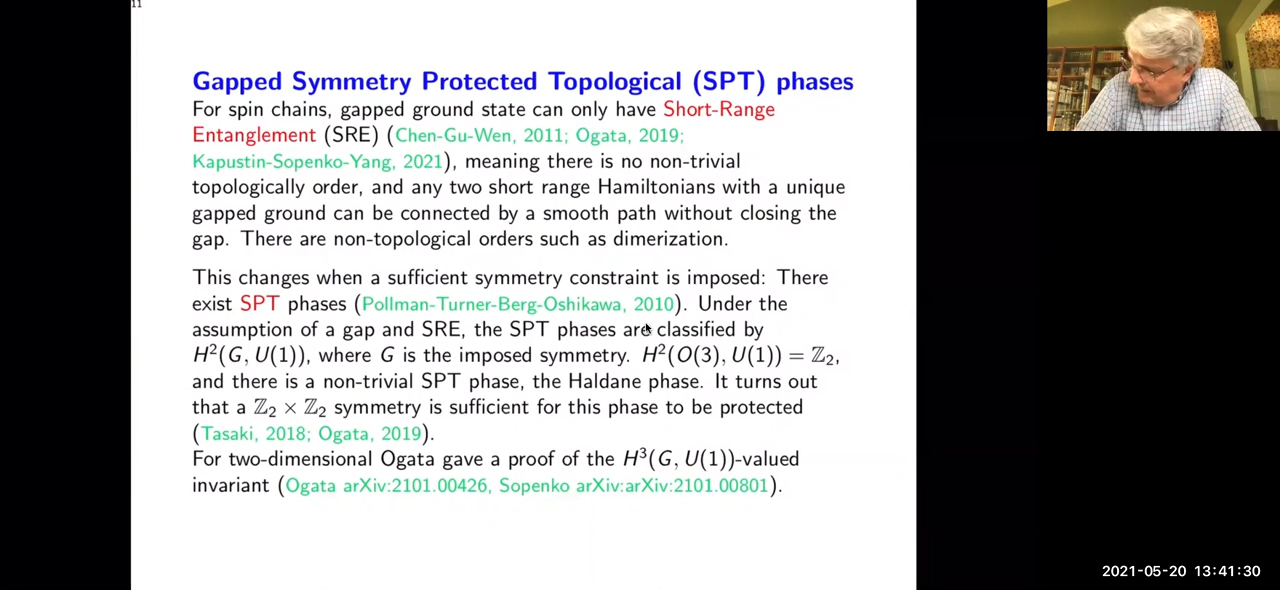 11
Gapped Symmetry Protected Topological (SPT) phases
For spin chains, gapped ground state can only have Short-Range
Entanglement (SRE) (Chen-Gu-Wen, 2011; Ogata, 2019;
Kapustin-Sopenko-Yang, 2021), meaning there is no non-trivial
topologically order, and any two short range Hamiltonians with a unique
gapped ground can be connected by a smooth path without closing the
gap. There are non-topological orders such as dimerization.
This changes when a sufficient symmetry constraint is imposed: There
exist SPT phases (Pollman-Turner-Berg-Oshikawa, 2010). Under the
assumption of a gap and SRE, the SPT phases are classified by
H²(G, U(1)), where G is the imposed symmetry. H²(O(3), U(1)) = ℤ₂,
and there is a non-trivial SPT phase, the Haldane phase. It turns out
that a ℤ₂ × ℤ₂ symmetry is sufficient for this phase to be protected
(Tasaki, 2018; Ogata, 2019).
For two-dimensional Ogata gave a proof of the H³(G, U(1))-valued
invariant (Ogata arXiv:2101.00426, Sopenko arXiv:arXiv:2101.00801).
2021-05-20 13:41:30